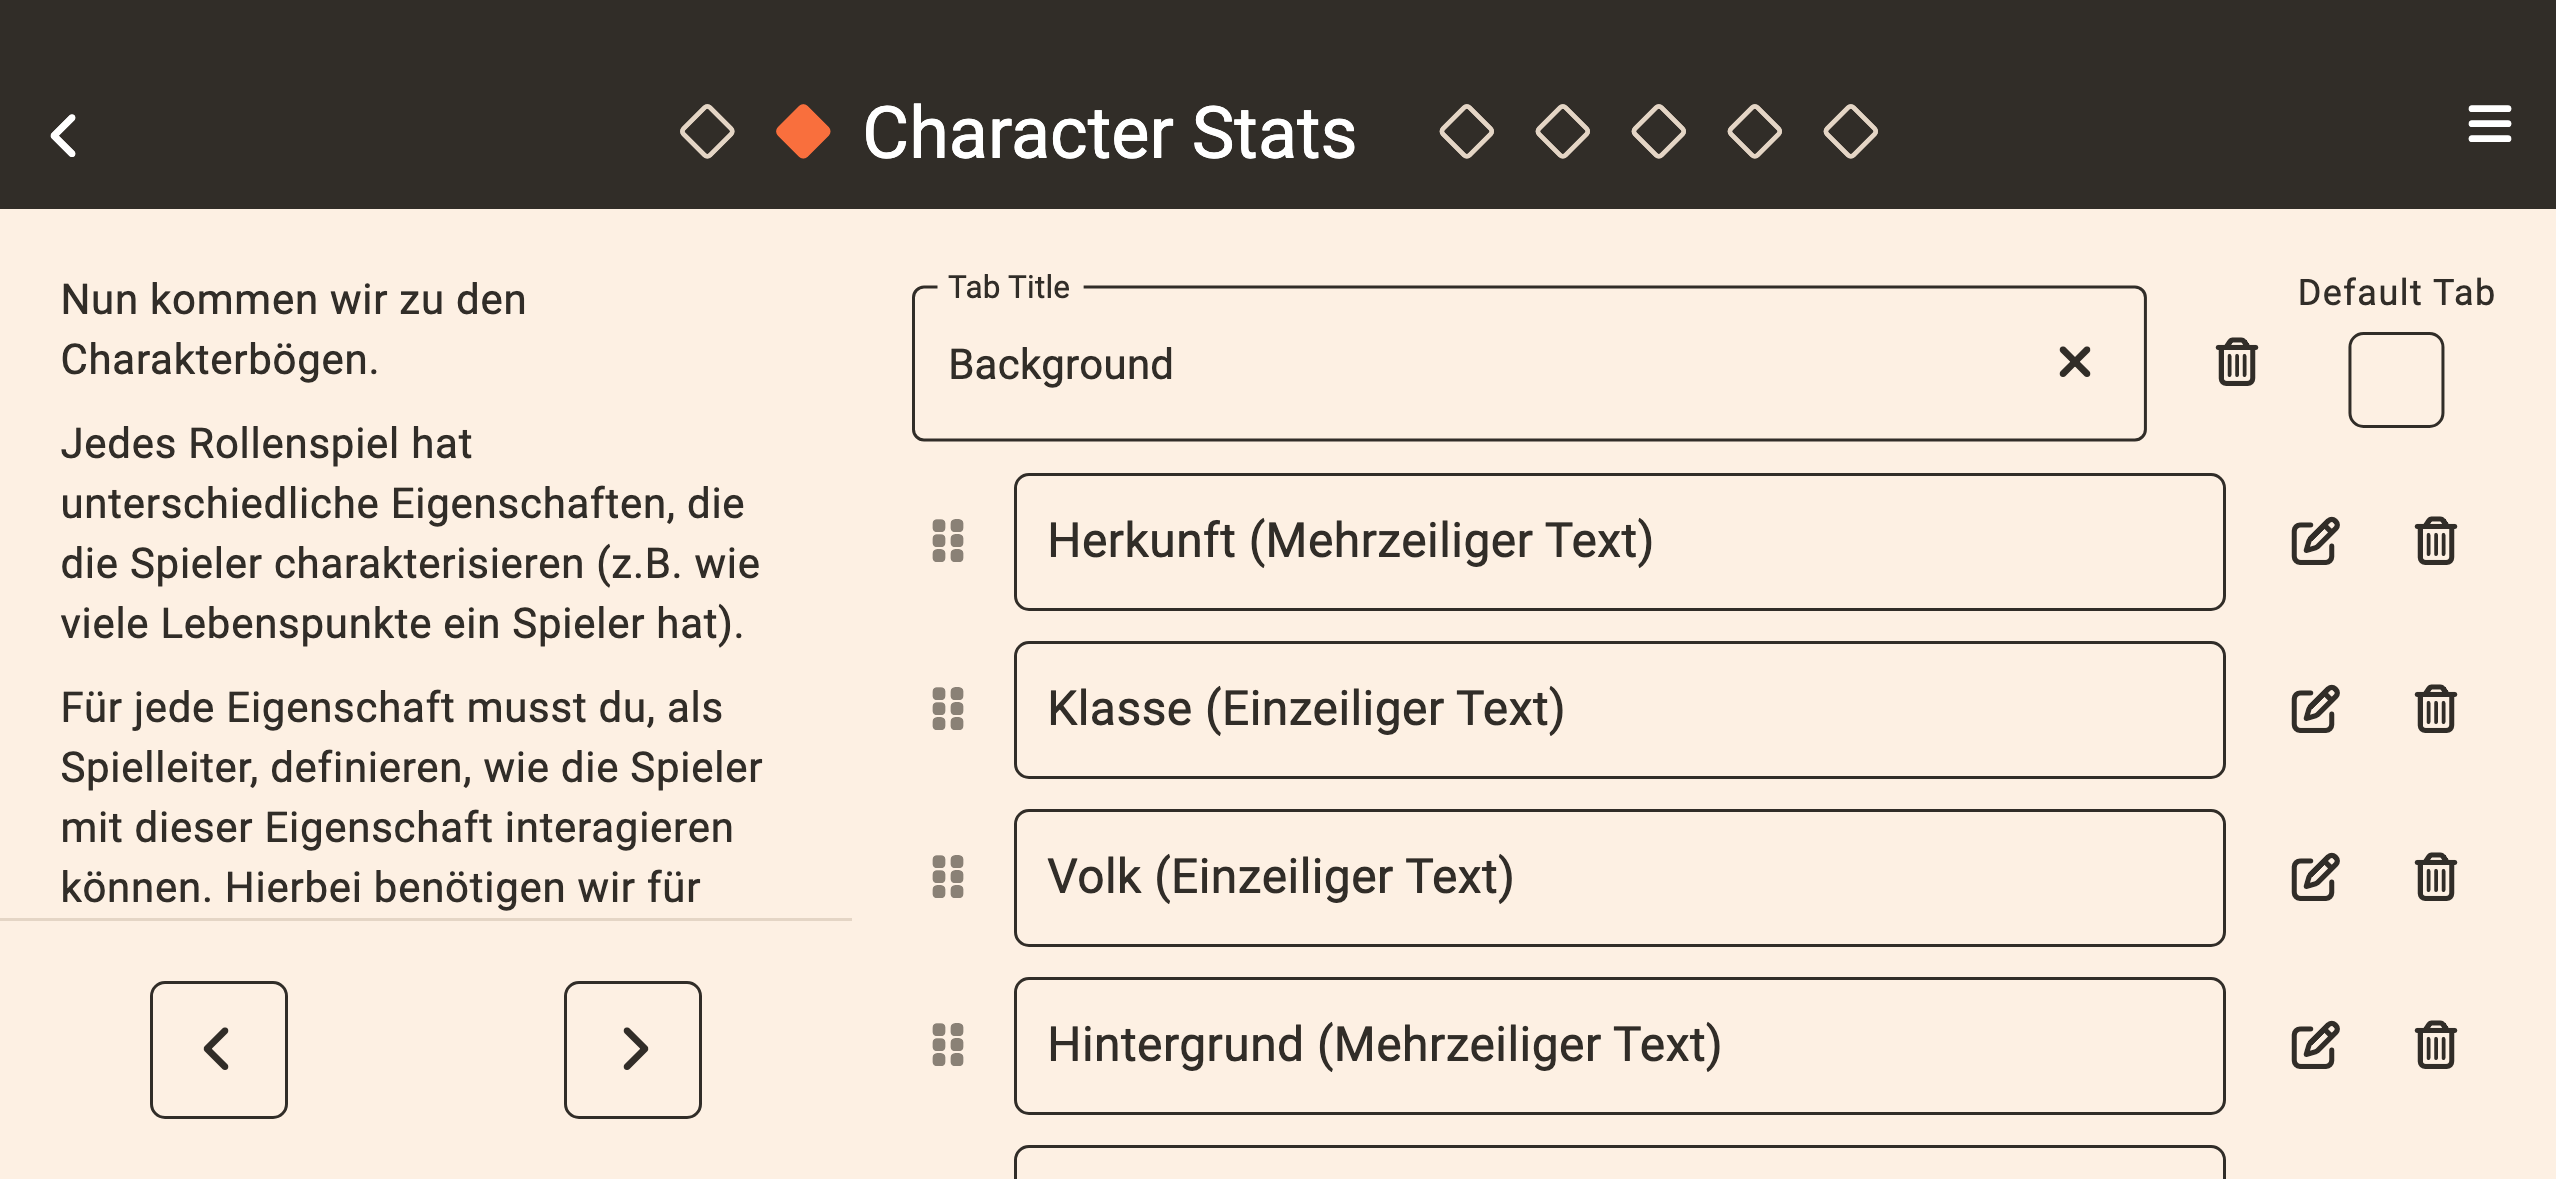 Character Stats
Nun kommen wir zu den
Charakterbögen.
Jedes Rollenspiel hat
unterschiedliche Eigenschaften, die
die Spieler charakterisieren (z.B. wie
viele Lebenspunkte ein Spieler hat).
Für jede Eigenschaft musst du, als
Spielleiter, definieren, wie die Spieler
mit dieser Eigenschaft interagieren
können. Hierbei benötigen wir für
Tab Title
Background
Default Tab
Herkunft (Mehrzeiliger Text)
Klasse (Einzeiliger Text)
Volk (Einzeiliger Text)
Hintergrund (Mehrzeiliger Text)